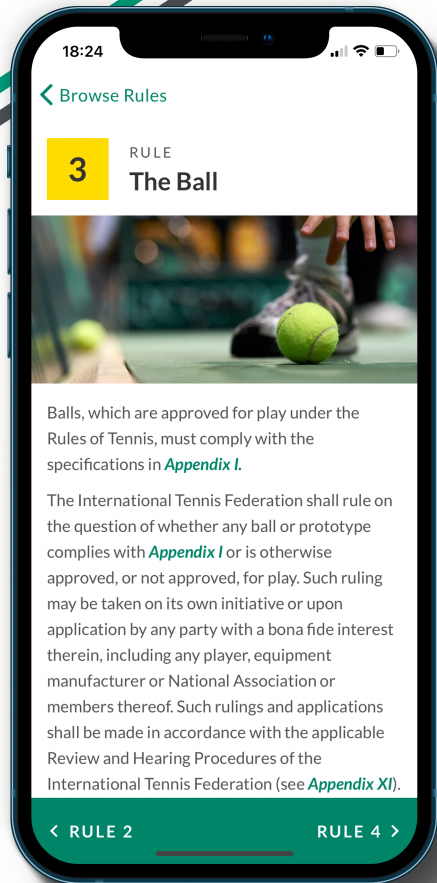 18:24
Browse Rules
3
RULE
The Ball
Balls, which are approved for play under the
Rules of Tennis, must comply with the
specifications in Appendix I.
The International Tennis Federation shall rule on
the question of whether any ball or prototype
complies with Appendix I or is otherwise
approved, or not approved, for play. Such ruling
may be taken on its own initiative or upon
application by any party with a bona fide interest
therein, including any player, equipment
manufacturer or National Association or
members thereof. Such rulings and applications
shall be made in accordance with the applicable
Review and Hearing Procedures of the
International Tennis Federation (see Appendix XI).
RULE 2
RULE 4